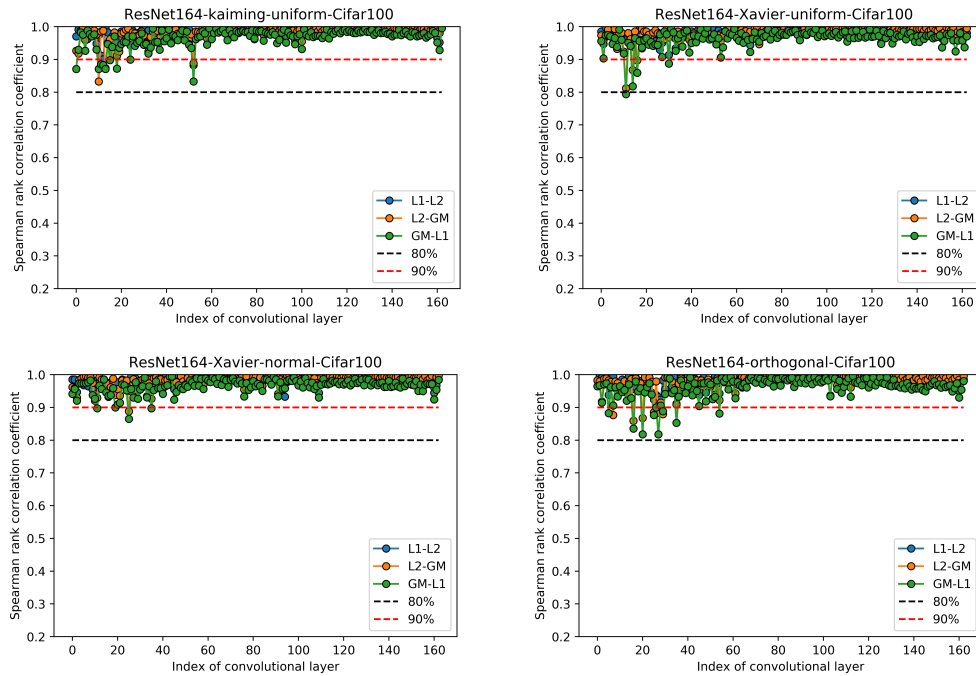 ResNet164-kaiming-uniform-Cifar100
1.0
0.9
0.8
0.7
0.6
0.5
0.4
0.3
0.2
Spearman rank correlation coefficient
L1-L2
L2-GM
GM-L1
80%
90%
0 20 40 60 80 100 120 140 160
Index of convolutional layer
ResNet164-Xavier-uniform-Cifar100
1.0
0.9
0.8
0.7
0.6
0.5
0.4
0.3
0.2
Spearman rank correlation coefficient
L1-L2
L2-GM
GM-L1
80%
90%
0 20 40 60 80 100 120 140 160
Index of convolutional layer
ResNet164-Xavier-normal-Cifar100
1.0
0.9
0.8
0.7
0.6
0.5
0.4
0.3
0.2
Spearman rank correlation coefficient
L1-L2
L2-GM
GM-L1
80%
90%
0 20 40 60 80 100 120 140 160
Index of convolutional layer
ResNet164-orthogonal-Cifar100
1.0
0.9
0.8
0.7
0.6
0.5
0.4
0.3
0.2
Spearman rank correlation coefficient
L1-L2
L2-GM
GM-L1
80%
90%
0 20 40 60 80 100 120 140 160
Index of convolutional layer